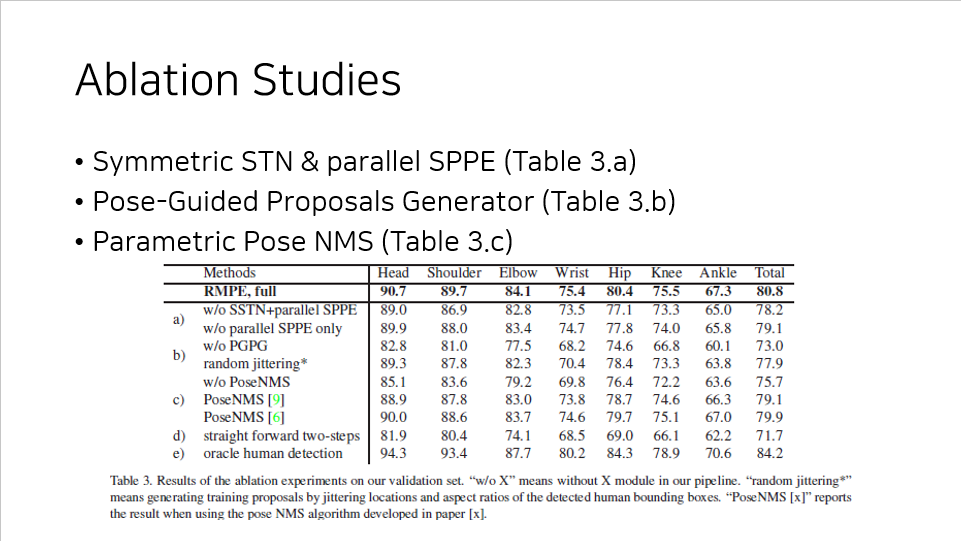 Ablation Studies
• Symmetric STN & parallel SPPE (Table 3.a)
• Pose-Guided Proposals Generator (Table 3.b)
• Parametric Pose NMS (Table 3.c)
Methods Head Shoulder Elbow Wrist Hip Knee Ankle Total
RMPE, full 90.7 89.7 84.1 75.4 80.4 75.5 67.3 80.8
a) w/o SSTN+parallel SPPE 89.0 86.9 82.8 73.5 77.1 73.3 65.0 78.2
w/o parallel SPPE only 89.9 88.0 83.4 74.7 77.8 74.0 65.8 79.1
b) w/o PGPG 82.8 81.0 77.5 68.2 74.6 66.8 60.1 73.0
random jittering* 89.3 87.8 82.3 70.4 78.4 73.3 63.8 77.9
w/o PoseNMS 85.1 83.6 79.2 69.8 76.4 72.2 63.6 75.7
c) PoseNMS [9] 88.9 87.8 83.0 73.8 78.7 74.6 66.3 79.1
PoseNMS [6] 90.0 88.6 83.7 74.6 79.7 75.1 67.0 79.9
d) straight forward two-steps 81.9 80.4 74.1 68.5 69.0 66.1 62.2 71.7
e) oracle human detection 94.3 93.4 87.7 80.2 84.3 78.9 70.6 84.2
Table 3. Results of the ablation experiments on our validation set. “w/o X” means without X module in our pipeline. “random jittering*”
means generating training proposals by jittering locations and aspect ratios of the detected human bounding boxes. “PoseNMS [x]” reports
the result when using the pose NMS algorithm developed in paper [x].